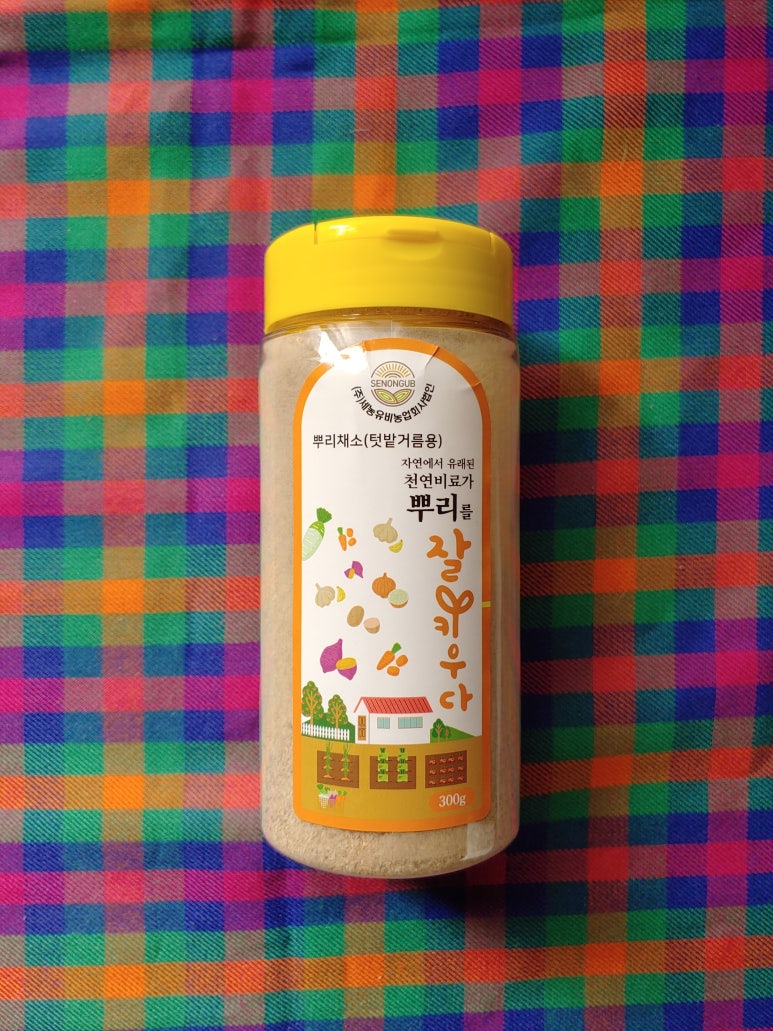 SENONGUB
(주)세농유비농업회사법인
뿌리채소(텃밭거름용)
자연에서 유래된
천연비료가
뿌리를
잘
키우다
300g